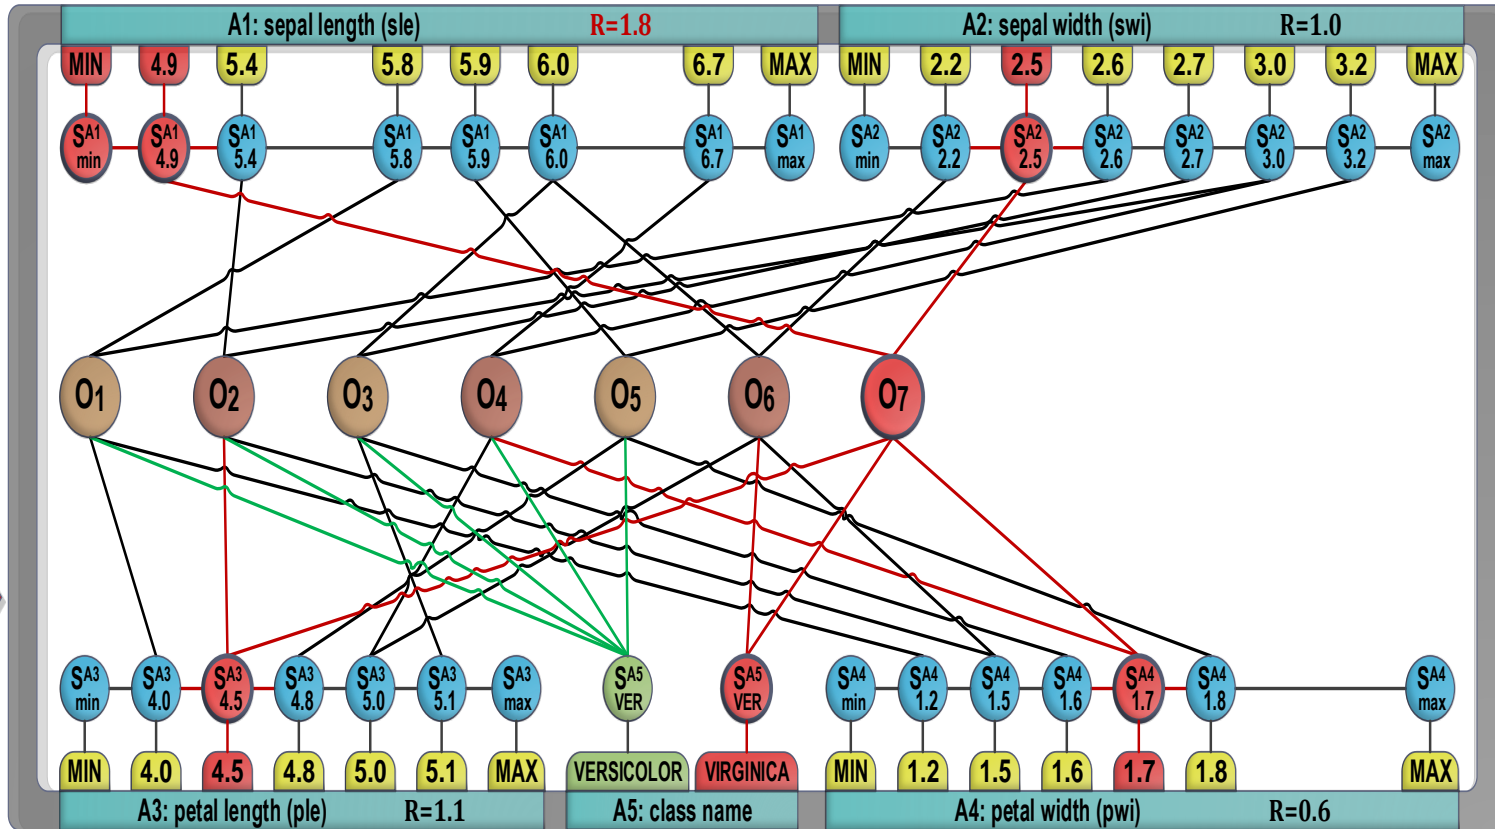 A1: sepal length (sle) R=1.8 A2: sepal width (swi) R=1.0
MIN 4.9 5.4 5.8 5.9 6.0 6.7 MAX MIN 2.2 2.5 2.6 2.7 3.0 3.2 MAX
SA1 SA1 SA1 SA1 SA1 SA1 SA1 SA1 SA2 SA2 SA2 SA2 SA2 SA2 SA2 SA2
min 4.9 5.4 5.8 5.9 6.0 6.7 max min 2.2 2.5 2.6 2.7 3.0 3.2 max
O1 O2 O3 O4 O5 O6 O7
SA3 SA3 SA3 SA3 SA3 SA3 SA3 SA5 SA5 SA4 SA4 SA4 SA4 SA4 SA4 SA4
min 4.0 4.5 4.8 5.0 5.1 max VER VER min 1.2 1.5 1.6 1.7 1.8 max
MIN 4.0 4.5 4.8 5.0 5.1 MAX VERSICOLOR VIRGINICA MIN 1.2 1.5 1.6 1.7 1.8 MAX
A3: petal length (ple) R=1.1 A5: class name A4: petal width (pwi) R=0.6